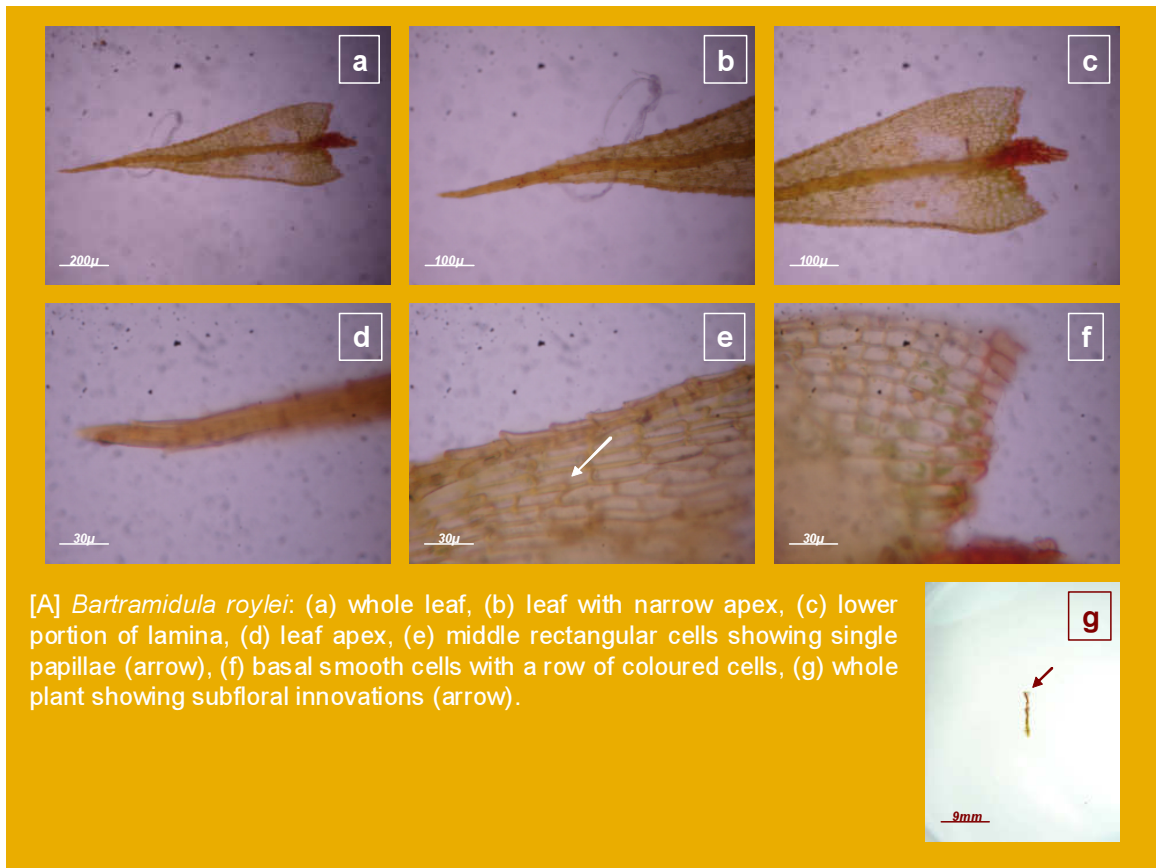 a
b
c
200µ
100µ
100µ
d
e
f
30µ
30µ
30µ
[A] Bartramidula roylei: (a) whole leaf, (b) leaf with narrow apex, (c) lower
portion of lamina, (d) leaf apex, (e) middle rectangular cells showing single
papillae (arrow), (f) basal smooth cells with a row of coloured cells, (g) whole
plant showing subfloral innovations (arrow).
g
9mm